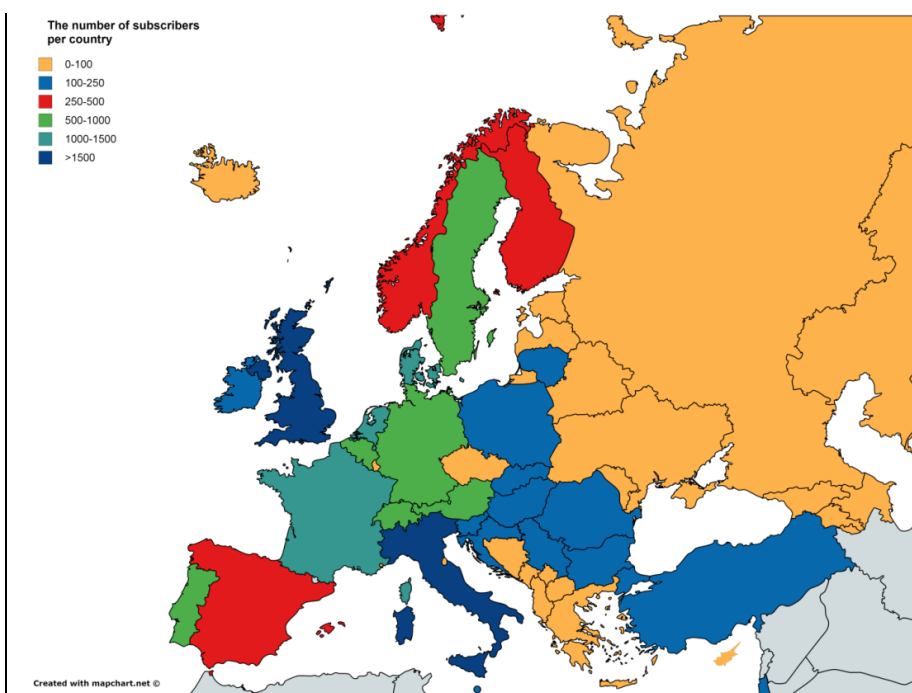 The number of subscribers
per country
0-100
100-250
250-500
500-1000
1000-1500
>1500
Created with mapchart.net ©